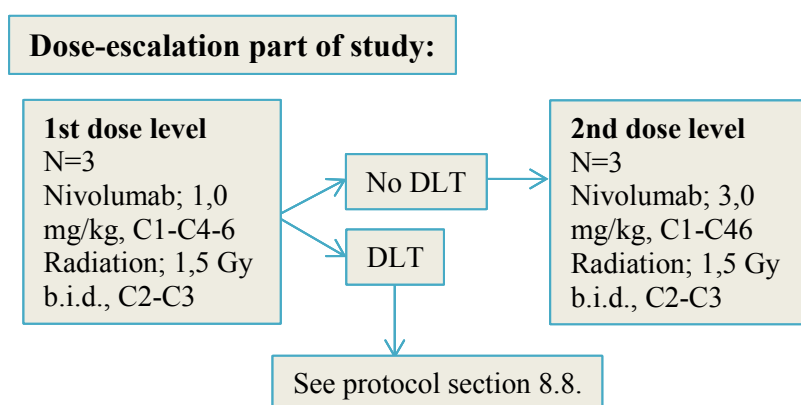 Dose-escalation part of study:
1st dose level
N=3
Nivolumab; 1,0
mg/kg, C1-C4-6
Radiation; 1,5 Gy
b.i.d., C2-C3
No DLT
DLT
2nd dose level
N=3
Nivolumab; 3,0
mg/kg, C1-C46
Radiation; 1,5 Gy
b.i.d., C2-C3
See protocol section 8.8.